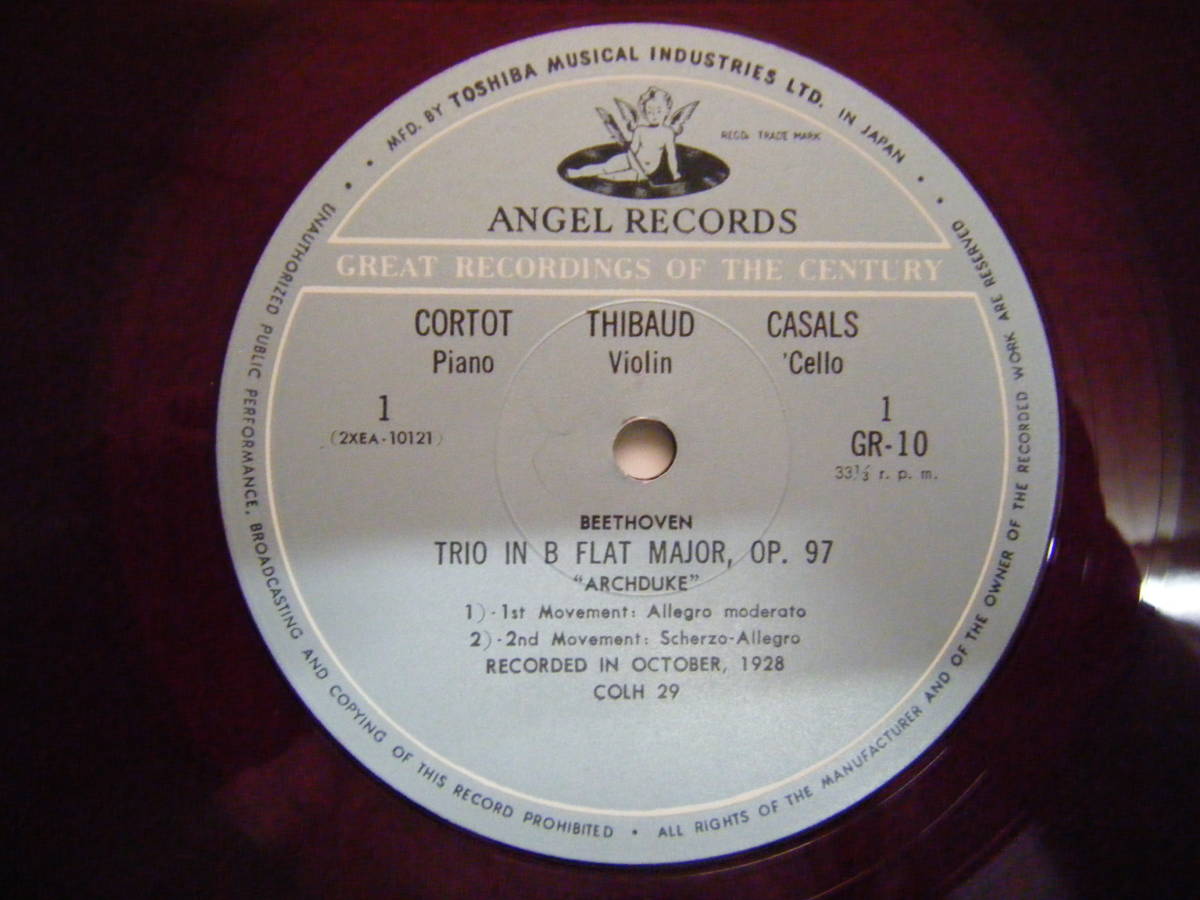 • MFD. BY TOSHIBA MUSICAL INDUSTRIES LTD. IN JAPAN •
REGD. TRADE MARK
ANGEL RECORDS
GREAT RECORDINGS OF THE CENTURY
CORTOT THIBAUD CASALS
Piano Violin 'Cello
1 1
(2XEA-10121) GR-10
33⅓ r. p. m.
BEETHOVEN
TRIO IN B FLAT MAJOR, OP. 97
“ARCHDUKE”
1)·1st Movement: Allegro moderato
2)·2nd Movement: Scherzo-Allegro
RECORDED IN OCTOBER, 1928
COLH 29
• UNAUTHORIZED PUBLIC PERFORMANCE, BROADCASTING AND COPYING OF THIS RECORD PROHIBITED • ALL RIGHTS OF THE MANUFACTURER AND OF THE OWNER OF THE RECORDED WORK ARE RESERVED •